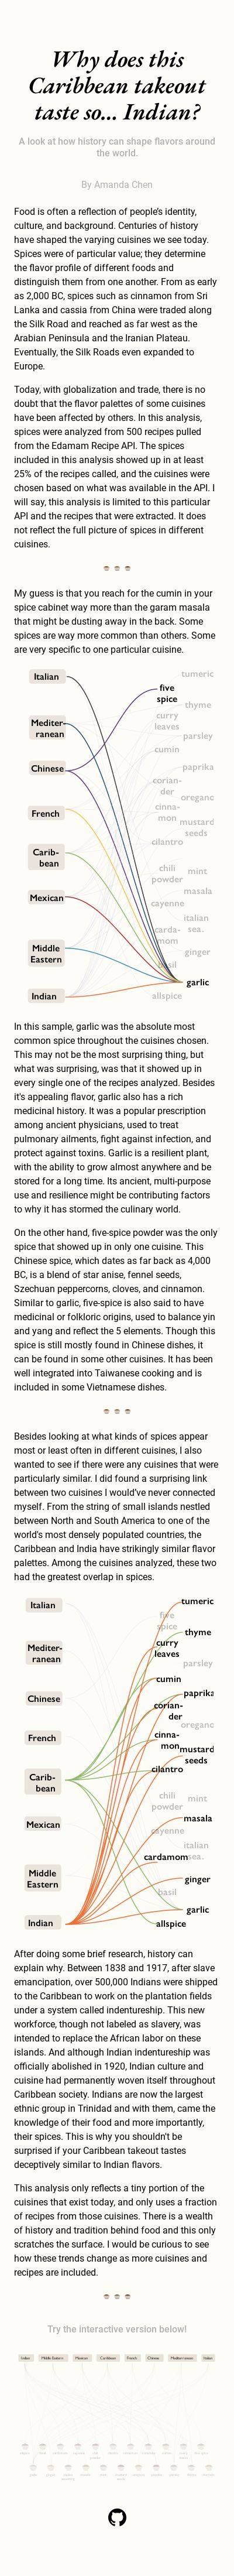 Why does this
Caribbean takeout
taste so... Indian?
A look at how history can shape flavors around
the world.
By Amanda Chen
Food is often a reflection of people's identity,
culture, and background. Centuries of history
have shaped the varying cuisines we see today.
Spices were of particular value; they determine
the flavor profile of different foods and
distinguish them from one another. From as early
as 2,000 BC, spices such as cinnamon from Sri
Lanka and cassia from China were traded along
the Silk Road and reached as far west as the
Arabian Peninsula and the Iranian Plateau.
Eventually, the Silk Roads even expanded to
Europe.
Today, with globalization and trade, there is no
doubt that the flavor palettes of some cuisines
have been affected by others. In this analysis,
spices were analyzed from 500 recipes pulled
from the Edamam Recipe API. The spices
included in this analysis showed up in at least
25% of the recipes called, and the cuisines were
chosen based on what was available in the API. I
will say, this analysis is limited to this particular
API and the recipes that were extracted. It does
not reflect the full picture of spices in different
cuisines.
My guess is that you reach for the cumin in your
spice cabinet way more than the garam masala
that might be dusting away in the back. Some
spices are way more common than others. Some
are very specific to one particular cuisine.
Italian
Mediter-
ranean
Chinese
French
Carib-
bean
Mexican
Middle
Eastern
Indian
tumeric
five
spice
thyme
curry
leaves
parsley
cumin
paprika
corian-
der
oregano
cinna-
mon
mustard
seeds
cilantro
chili
powder
mint
masala
cayenne
italian
sea.
carda-
mom
ginger
basil
garlic
allspice
In this sample, garlic was the absolute most
common spice throughout the cuisines chosen.
This may not be the most surprising thing, but
what was surprising, was that it showed up in
every single one of the recipes analyzed. Besides
it's appealing flavor, garlic also has a rich
medicinal history. It was a popular prescription
among ancient physicians, used to treat
pulmonary ailments, fight against infection, and
protect against toxins. Garlic is a resilient plant,
with the ability to grow almost anywhere and be
stored for a long time. Its ancient, multi-purpose
use and resilience might be contributing factors
to why it has stormed the culinary world.
On the other hand, five-spice powder was the only
spice that showed up in only one cuisine. This
Chinese spice, which dates as far back as 4,000
BC, is a blend of star anise, fennel seeds,
Szechuan peppercorns, cloves, and cinnamon.
Similar to garlic, five-spice is also said to have
medicinal or folkloric origins, used to balance yin
and yang and reflect the 5 elements. Though this
spice is still mostly found in Chinese dishes, it
can be found in some other cuisines. It has been
well integrated into Taiwanese cooking and is
included in some Vietnamese dishes.
Besides looking at what kinds of spices appear
most or least often in different cuisines, I also
wanted to see if there were any cuisines that were
particularly similar. I did found a surprising link
between two cuisines I would've never connected
myself. From the string of small islands nestled
between North and South America to one of the
world's most densely populated countries, the
Caribbean and India have strikingly similar flavor
palettes. Among the cuisines analyzed, these two
had the greatest overlap in spices.
Italian
Mediter-
ranean
Chinese
French
Carib-
bean
Mexican
Middle
Eastern
Indian
tumeric
five
spice
thyme
curry
leaves
parsley
cumin
paprika
corian-
der
oregano
cinna-
mon
mustard
seeds
cilantro
chili
powder
mint
masala
cayenne
italian
sea.
cardamom
ginger
basil
garlic
allspice
After doing some brief research, history can
explain why. Between 1838 and 1917, after slave
emancipation, over 500,000 Indians were shipped
to the Caribbean to work on the plantation fields
under a system called indentureship. This new
workforce, though not labeled as slavery, was
intended to replace the African labor on these
islands. And although Indian indentureship was
officially abolished in 1920, Indian culture and
cuisine had permanently woven itself throughout
Caribbean society. Indians are now the largest
ethnic group in Trinidad and with them, came the
knowledge of their food and more importantly,
their spices. This is why you shouldn't be
surprised if your Caribbean takeout tastes
deceptively similar to Indian flavors.
This analysis only reflects a tiny portion of the
cuisines that exist today, and only uses a fraction
of recipes from those cuisines. There is a wealth
of history and tradition behind food and this only
scratches the surface. I would be curious to see
how these trends change as more cuisines and
recipes are included.
Try the interactive version below!
Indian Middle Eastern Mexican Caribbean French Chinese Mediterranean Italian